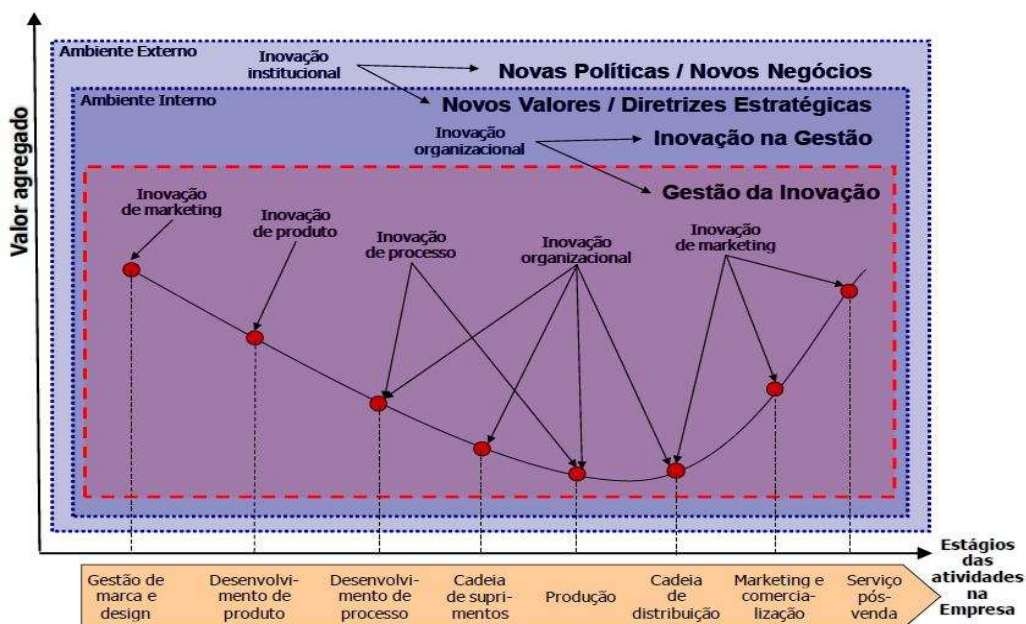 Valor agregado
Ambiente Externo
Inovação
institucional
Novas Políticas / Novos Negócios
Ambiente Interno
Novos Valores / Diretrizes Estratégicas
Inovação
organizacional
Inovação na Gestão
Gestão da Inovação
Inovação
de marketing
Inovação
de produto
Inovação
de processo
Inovação
organizacional
Inovação
de marketing
Estágios
das
atividades
na
Empresa
Gestão de
marca e
design
Desenvolvi-
mento de
produto
Desenvolvi-
mento de
processo
Cadeia
de supri-
mentos
Produção
Cadeia
de
distribuição
Marketing e
comercia-
lização
Serviço
pós-
venda